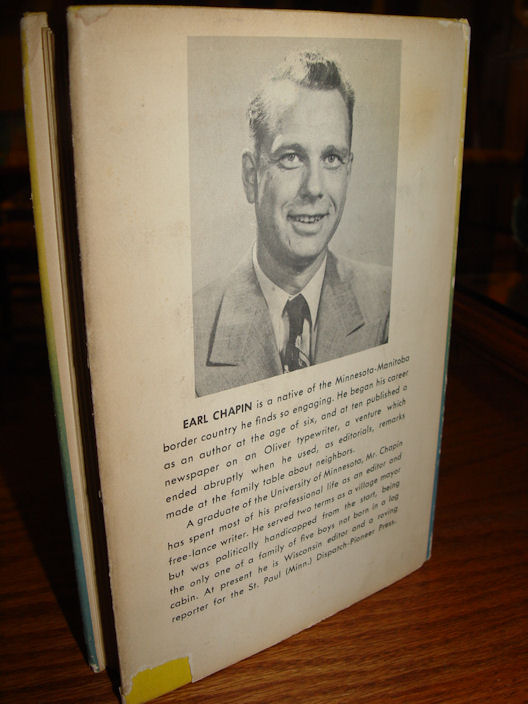 EARL CHAPIN is a native of the Minnesota-Manitoba
border country he finds so engaging. He began his career
as an author at the age of six, and at ten published a
newspaper on an Oliver typewriter, a venture which
ended abruptly when he used, as editorials, remarks
made at the family table about neighbors.
A graduate of the University of Minnesota, Mr. Chapin
has spent most of his professional life as an editor and
free-lance writer. He served two terms as a village mayor
but was politically handicapped from the start, being
the only one of a family of five boys not born in a log
cabin. At present he is Wisconsin editor and a roving
reporter for the St. Paul (Minn.) Dispatch-Pioneer Press.